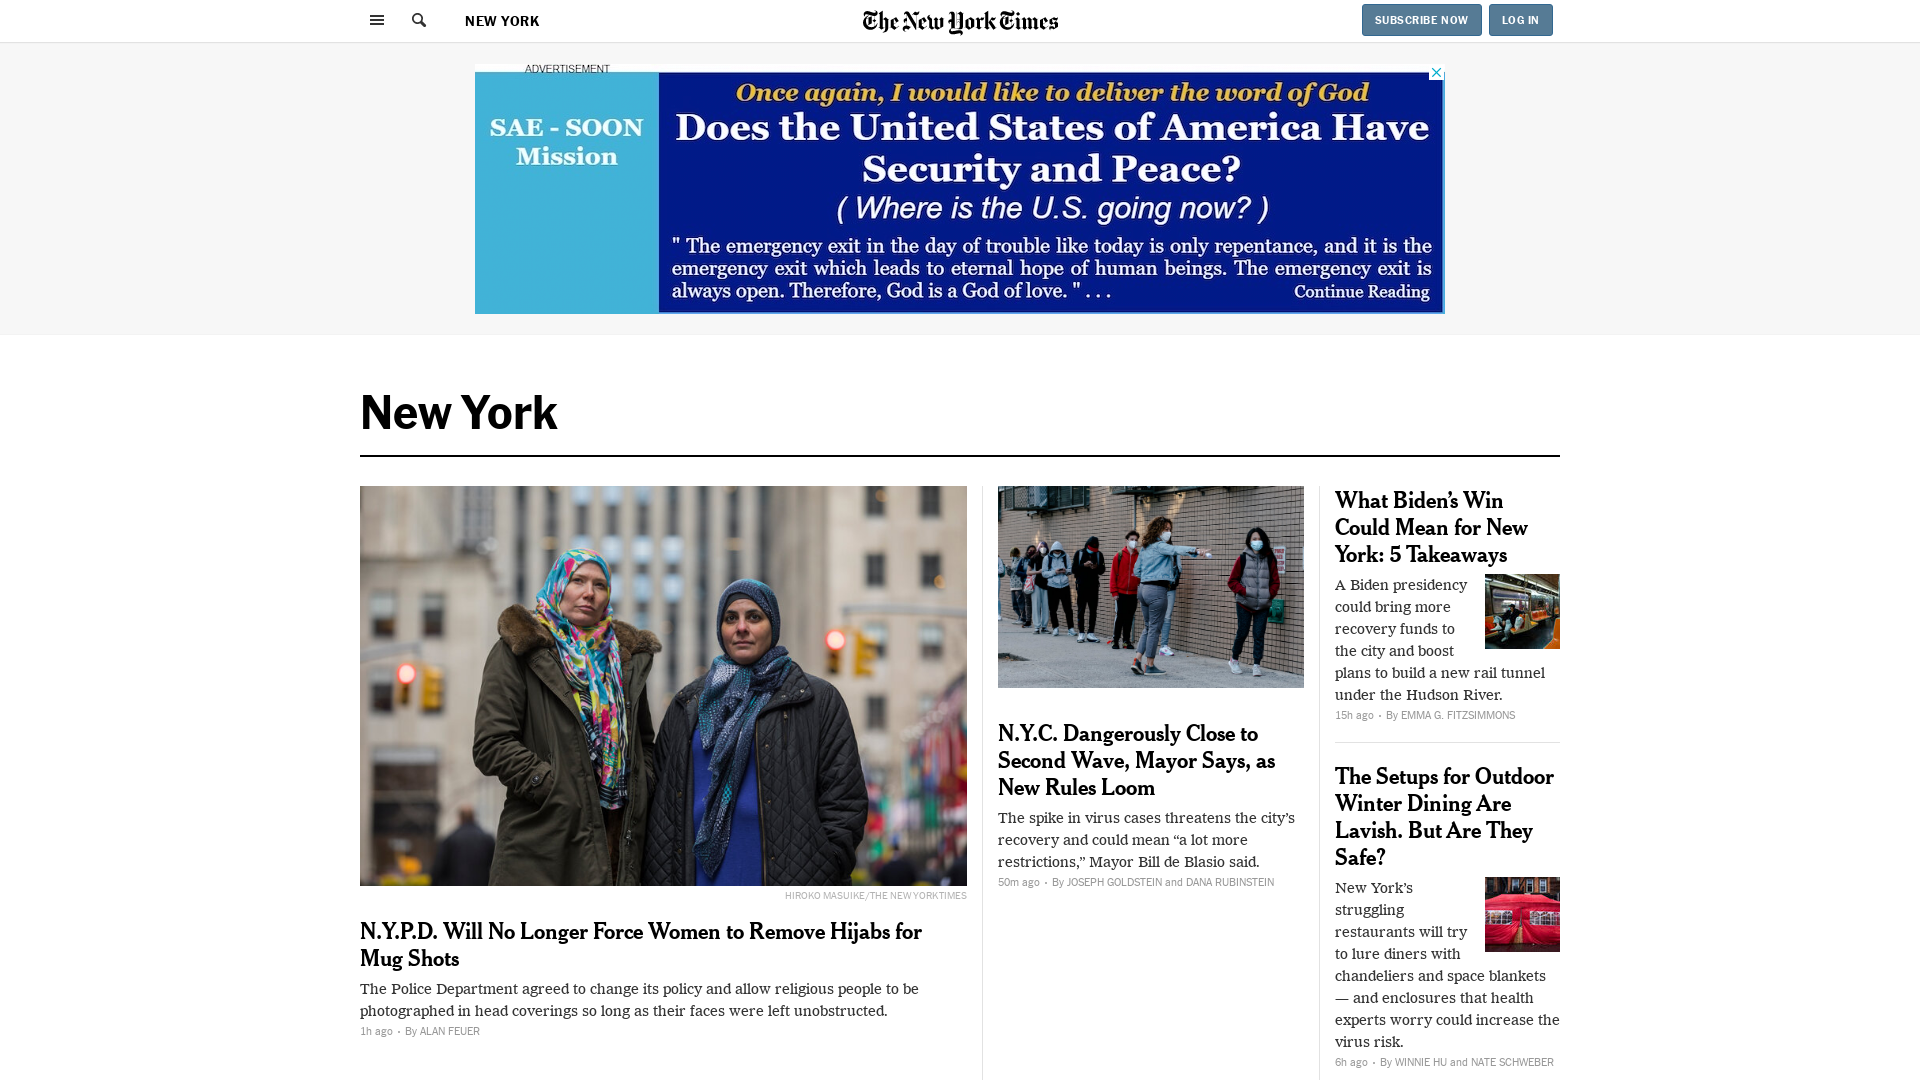 NEW YORK
The New York Times
SUBSCRIBE NOW
LOG IN
ADVERTISEMENT
SAE - SOON
Mission
Once again, I would like to deliver the word of God
Does the United States of America Have
Security and Peace?
( Where is the U.S. going now? )
" The emergency exit in the day of trouble like today is only repentance, and it is the
emergency exit which leads to eternal hope of human beings. The emergency exit is
always open. Therefore, God is a God of love. " . . .
Continue Reading
New York
HIROKO MASUIKE/THE NEW YORK TIMES
N.Y.P.D. Will No Longer Force Women to Remove Hijabs for
Mug Shots
The Police Department agreed to change its policy and allow religious people to be
photographed in head coverings so long as their faces were left unobstructed.
1h ago • By ALAN FEUER
N.Y.C. Dangerously Close to
Second Wave, Mayor Says, as
New Rules Loom
The spike in virus cases threatens the city’s
recovery and could mean “a lot more
restrictions,” Mayor Bill de Blasio said.
50m ago • By JOSEPH GOLDSTEIN and DANA RUBINSTEIN
What Biden’s Win
Could Mean for New
York: 5 Takeaways
A Biden presidency
could bring more
recovery funds to
the city and boost
plans to build a new rail tunnel
under the Hudson River.
15h ago • By EMMA G. FITZSIMMONS
The Setups for Outdoor
Winter Dining Are
Lavish. But Are They
Safe?
New York’s
struggling
restaurants will try
to lure diners with
chandeliers and space blankets
— and enclosures that health
experts worry could increase the
virus risk.
6h ago • By WINNIE HU and NATE SCHWEBER